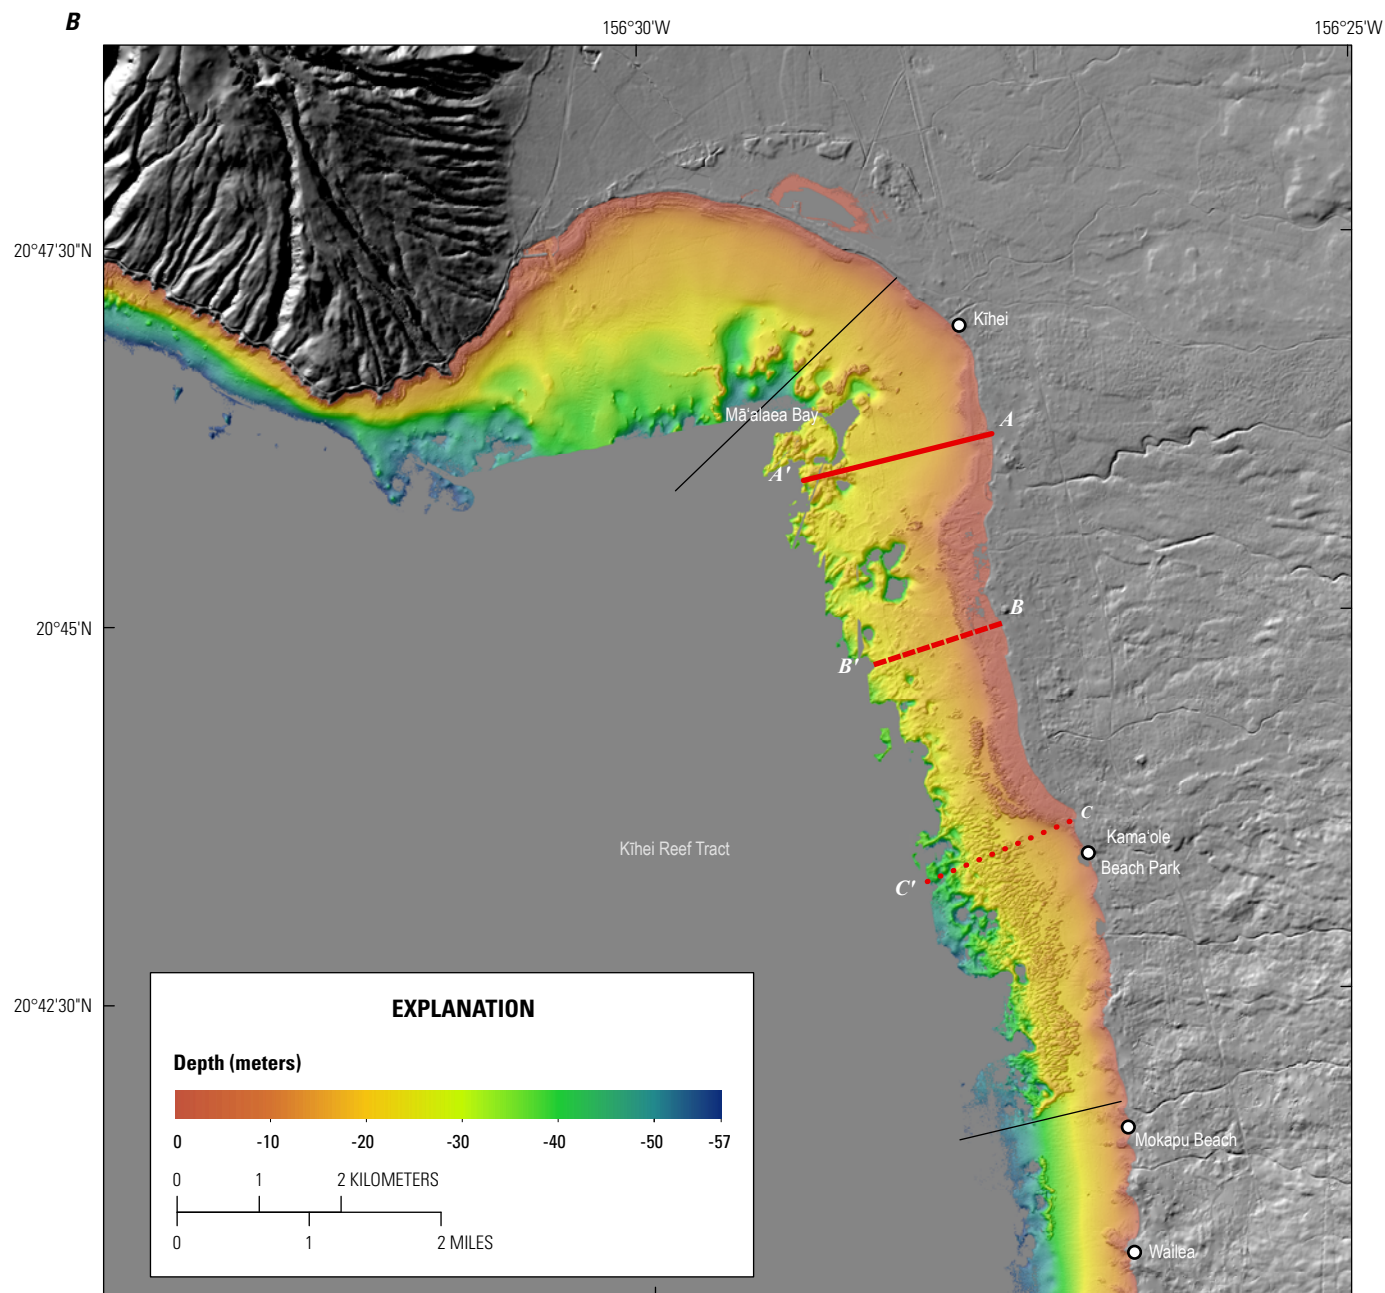 B
156°30'W
156°25'W
20°47'30"N
Kīhei
Mā‘alaea Bay
A
A'
B
20°45'N
B'
C
Kama‘ole
Beach Park
Kīhei Reef Tract
C'
20°42'30"N
EXPLANATION
Depth (meters)
0 -10 -20 -30 -40 -50 -57
0 1 2 KILOMETERS
0 1 2 MILES
Mokapu Beach
Wailea